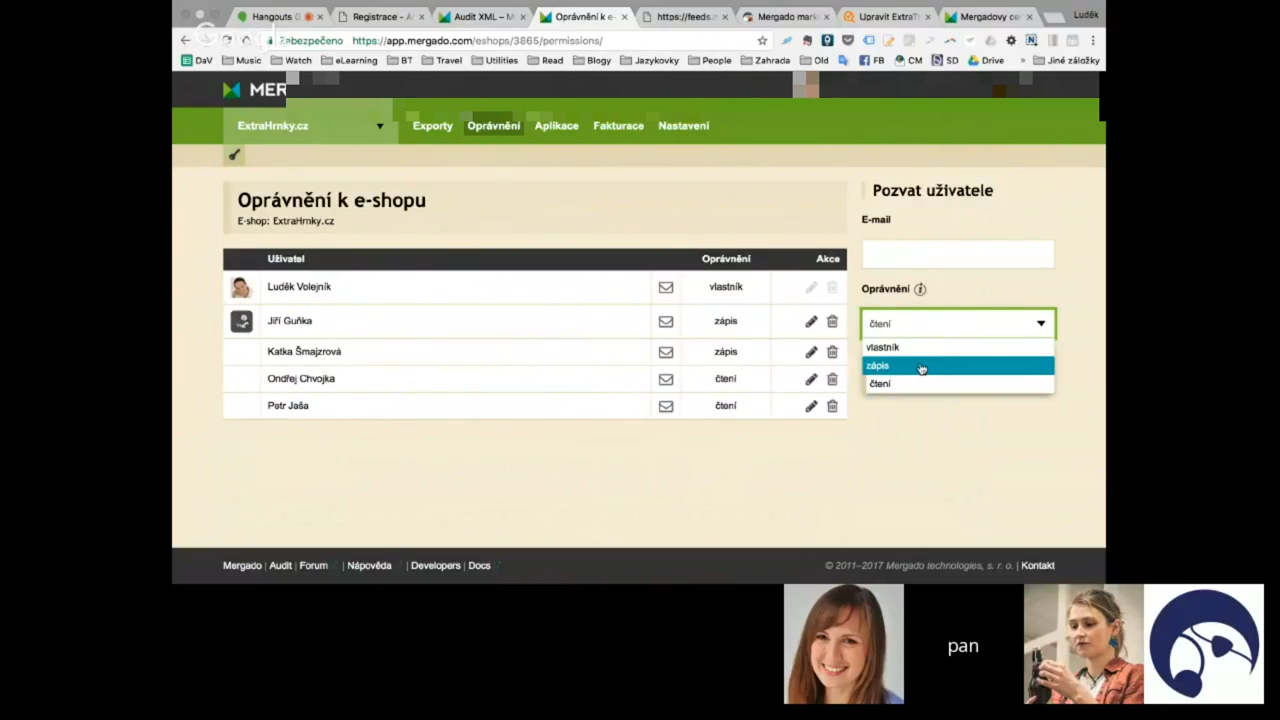 Hangouts
Registrace - A
Audit XML – M
Oprávnění k e-
https://feeds.m
Mergado mark
Upravit ExtraT
Mergadovy ce
Luděk
Zabezpečeno
https://app.mergado.com/eshops/3865/permissions/
DaV
Music
Watch
eLearning
BT
Travel
Utilities
Read
Blogy
Jazykovky
People
Zahrada
Old
FB
CM
SD
Drive
»
Jiné záložky
MER
ExtraHrnky.cz
Exporty
Oprávnění
Aplikace
Fakturace
Nastavení
Oprávnění k e-shopu
E-shop: ExtraHrnky.cz
Uživatel
Oprávnění
Akce
Luděk Volejník
vlastník
Jiří Guňka
zápis
Katka Šmajzrová
zápis
Ondřej Chvojka
čtení
Petr Jaša
čtení
Pozvat uživatele
E-mail
Oprávnění
čtení
vlastník
zápis
čtení
Mergado | Audit | Forum | Nápověda | Developers | Docs
© 2011–2017 Mergado technologies, s. r. o. | Kontakt
pan